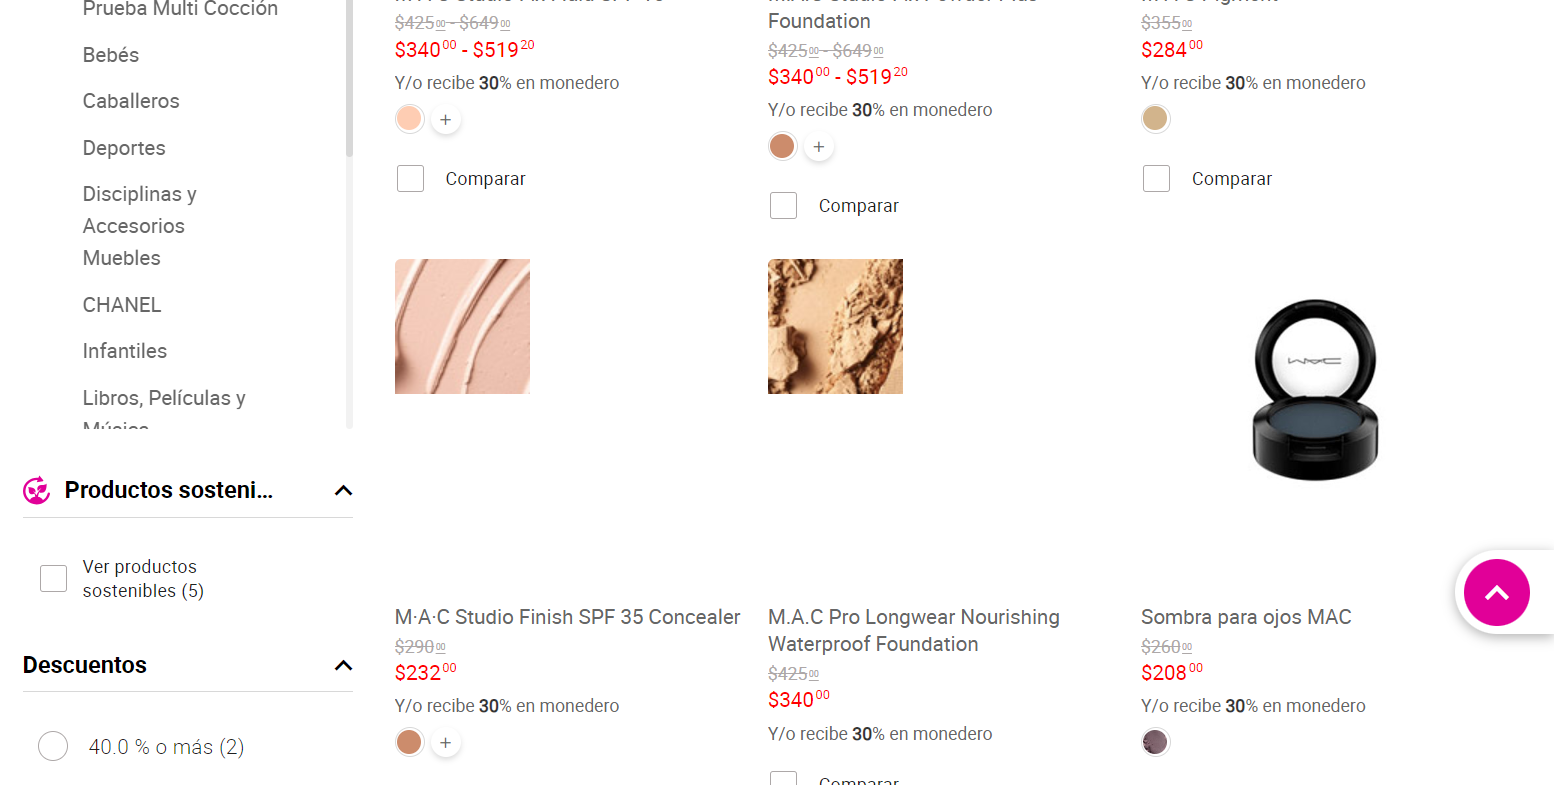 Prueba Multi Cocción
Bebés
Caballeros
Deportes
Disciplinas y
Accesorios
Muebles
CHANEL
Infantiles
Libros, Películas y
Música
Productos sosteni...
Ver productos
sostenibles (5)
Descuentos
40.0 % o más (2)
$425.00 - $649.00
$340.00 - $519.20
Y/o recibe 30% en monedero
+
Comparar
Foundation
$425.00 - $649.00
$340.00 - $519.20
Y/o recibe 30% en monedero
+
Comparar
$355.00
$284.00
Y/o recibe 30% en monedero
Comparar
M·A·C Studio Finish SPF 35 Concealer
$290.00
$232.00
Y/o recibe 30% en monedero
+
M.A.C Pro Longwear Nourishing
Waterproof Foundation
$425.00
$340.00
Y/o recibe 30% en monedero
Comparar
MAC
Sombra para ojos MAC
$260.00
$208.00
Y/o recibe 30% en monedero